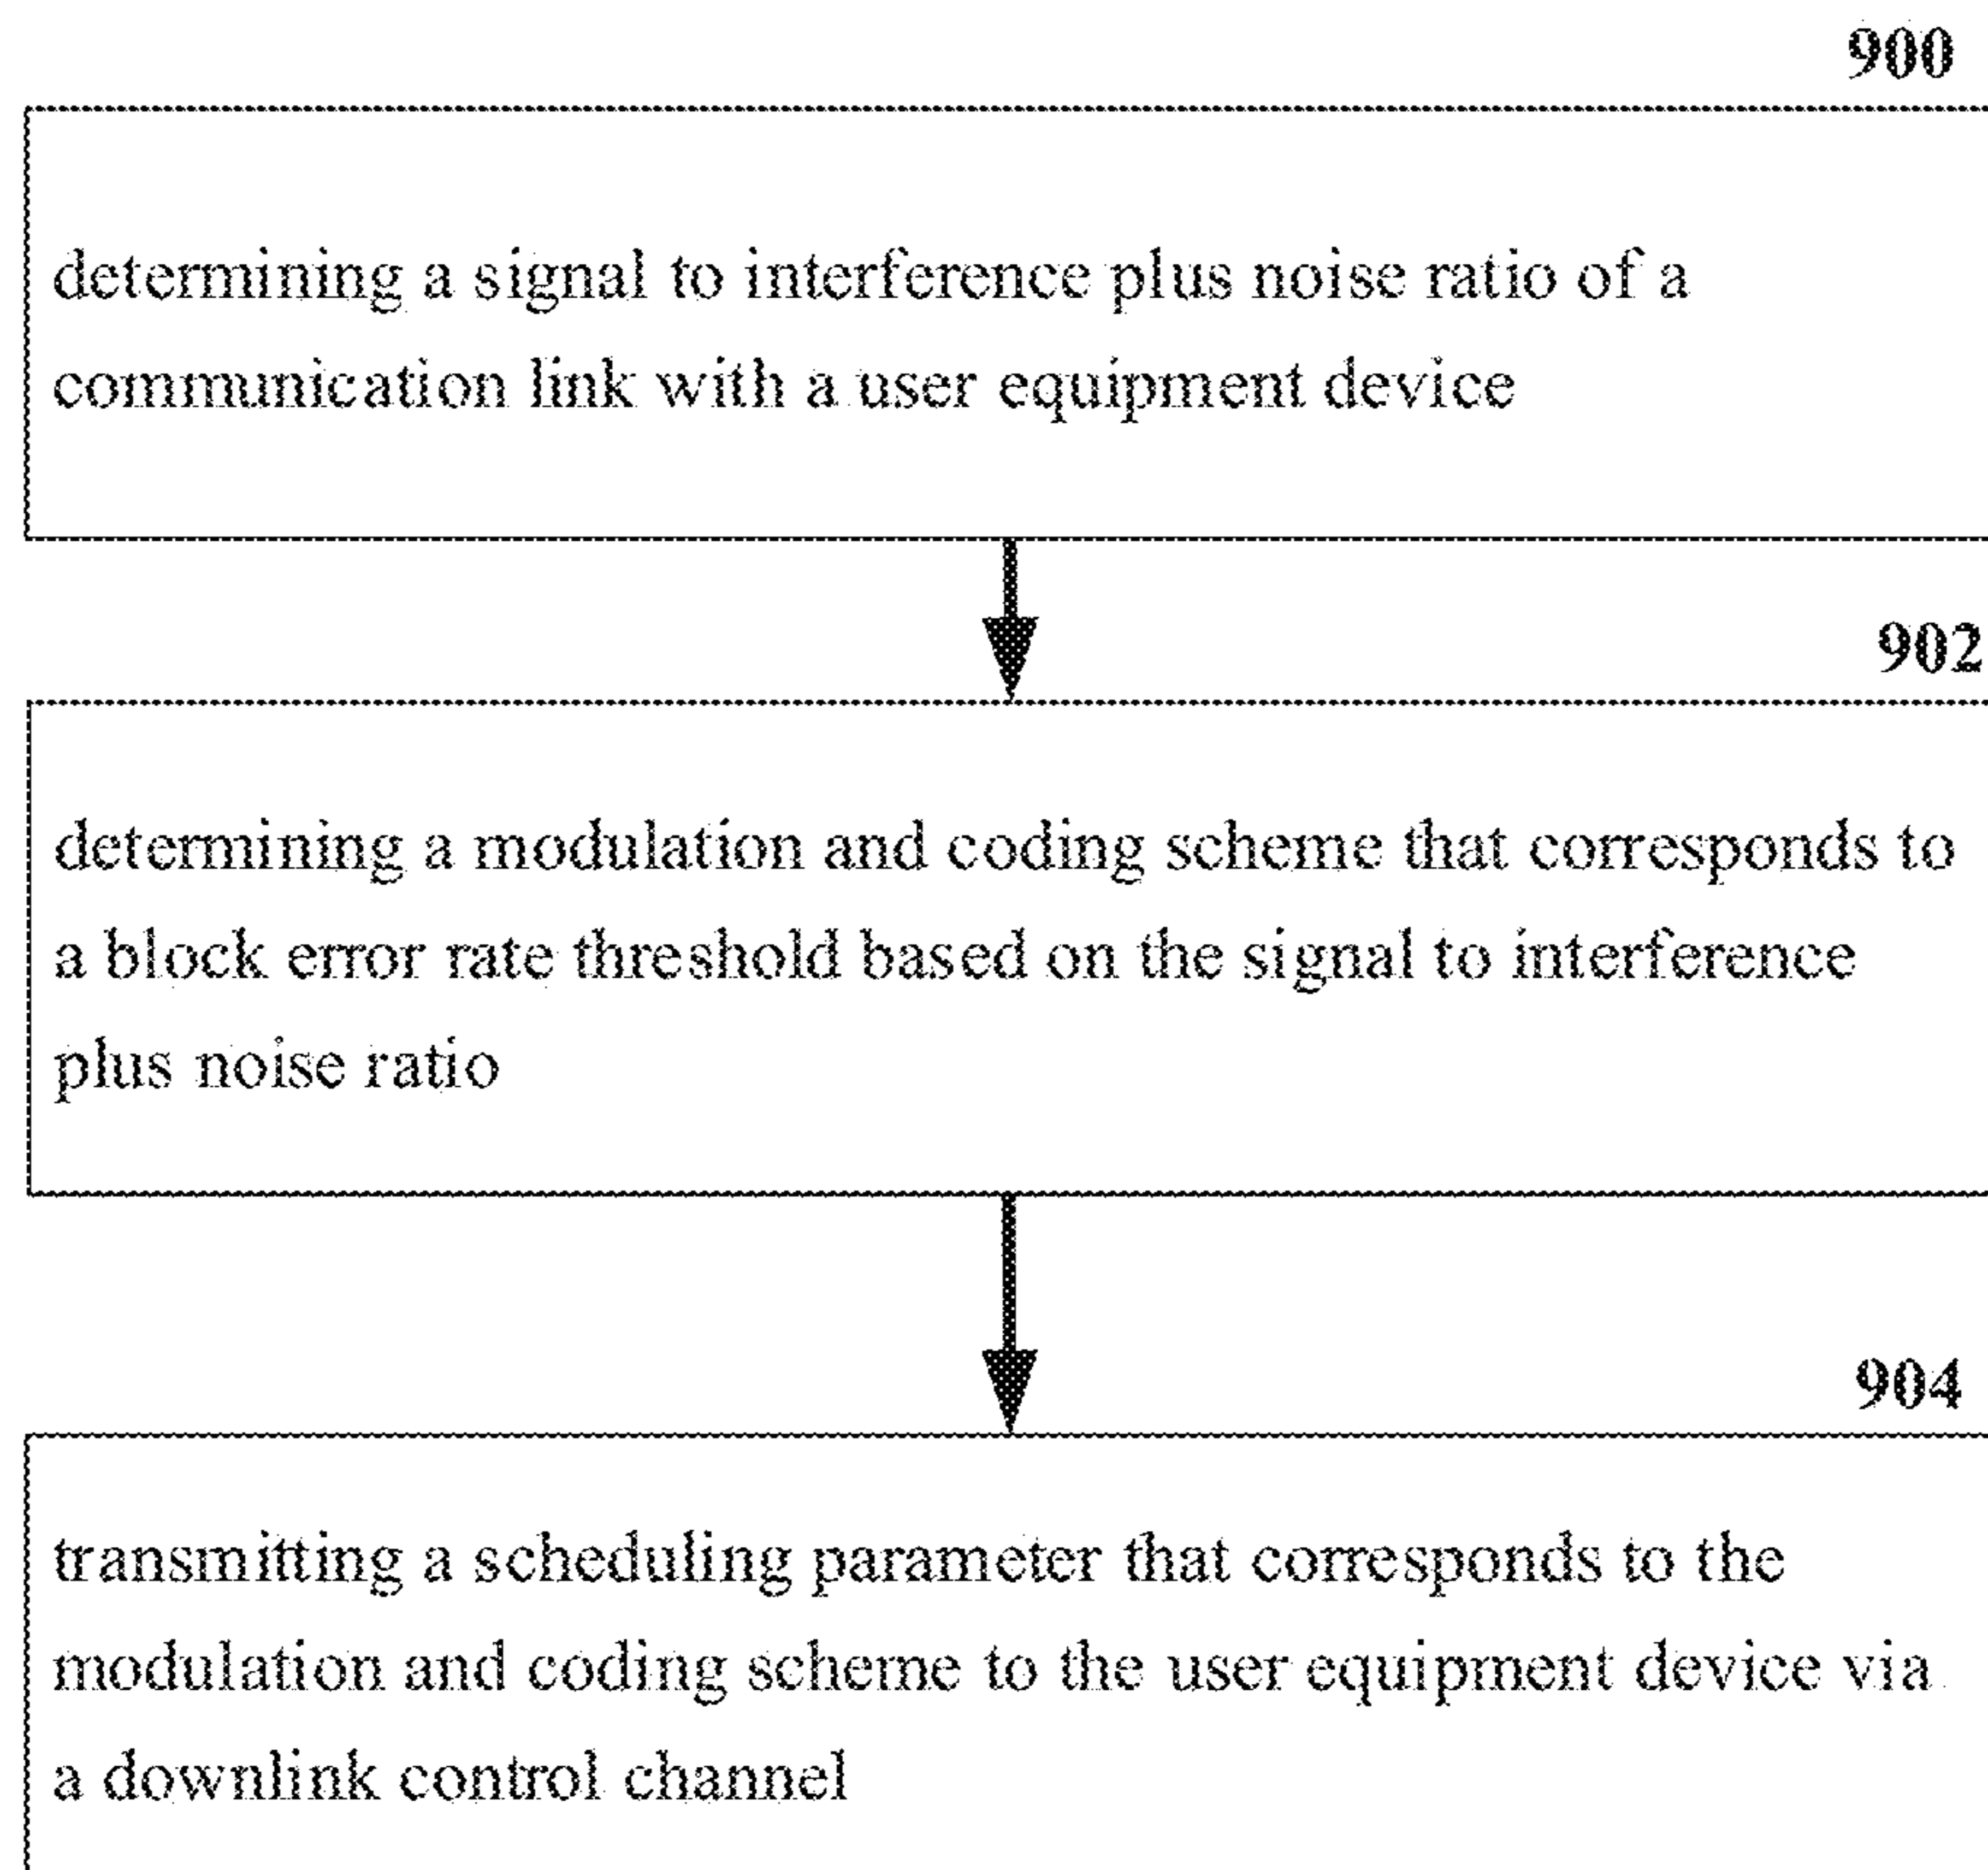 900
determining a signal to interference plus noise ratio of a
communication link with a user equipment device
902
determining a modulation and coding scheme that corresponds to
a block error rate threshold based on the signal to interference
plus noise ratio
904
transmitting a scheduling parameter that corresponds to the
modulation and coding scheme to the user equipment device via
a downlink control channel